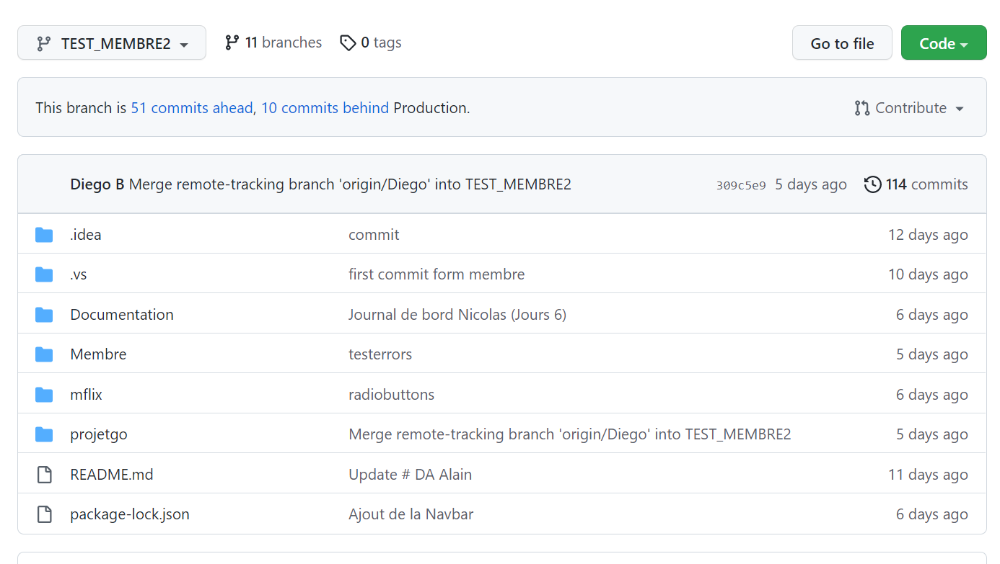 TEST_MEMBRE2 11 branches 0 tags Go to file Code
This branch is 51 commits ahead, 10 commits behind Production. Contribute
Diego B Merge remote-tracking branch 'origin/Diego' into TEST_MEMBRE2 309c5e9 5 days ago 114 commits
.idea commit 12 days ago
.vs first commit form membre 10 days ago
Documentation Journal de bord Nicolas (Jours 6) 6 days ago
Membre testerrors 5 days ago
mflix radiobuttons 6 days ago
projetgo Merge remote-tracking branch 'origin/Diego' into TEST_MEMBRE2 5 days ago
README.md Update # DA Alain 11 days ago
package-lock.json Ajout de la Navbar 6 days ago